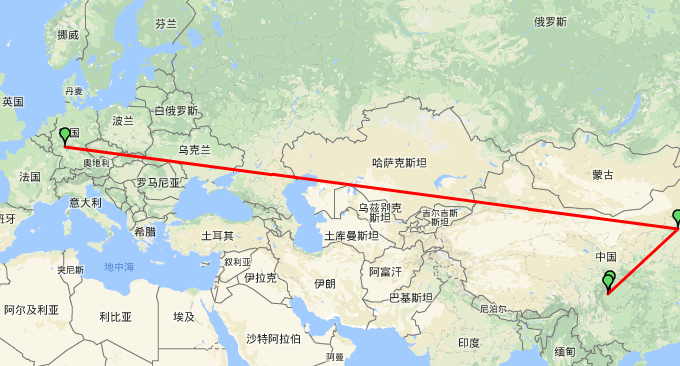 俄罗斯
芬兰
挪威
丹麦
英国
白俄罗斯
波兰
国
乌克兰
奥地利
法国
哈萨克斯坦
蒙古
罗马尼亚
意大利
班牙
乌兹别克
斯坦
吉尔吉斯
斯坦
希腊
土耳其
土库曼斯坦
中国
叙利亚
地中海
突尼斯
伊拉克
伊朗
阿富汗
巴基斯坦
尼泊尔
阿尔及利亚
利比亚
埃及
沙特阿拉伯
阿曼
印度
缅甸